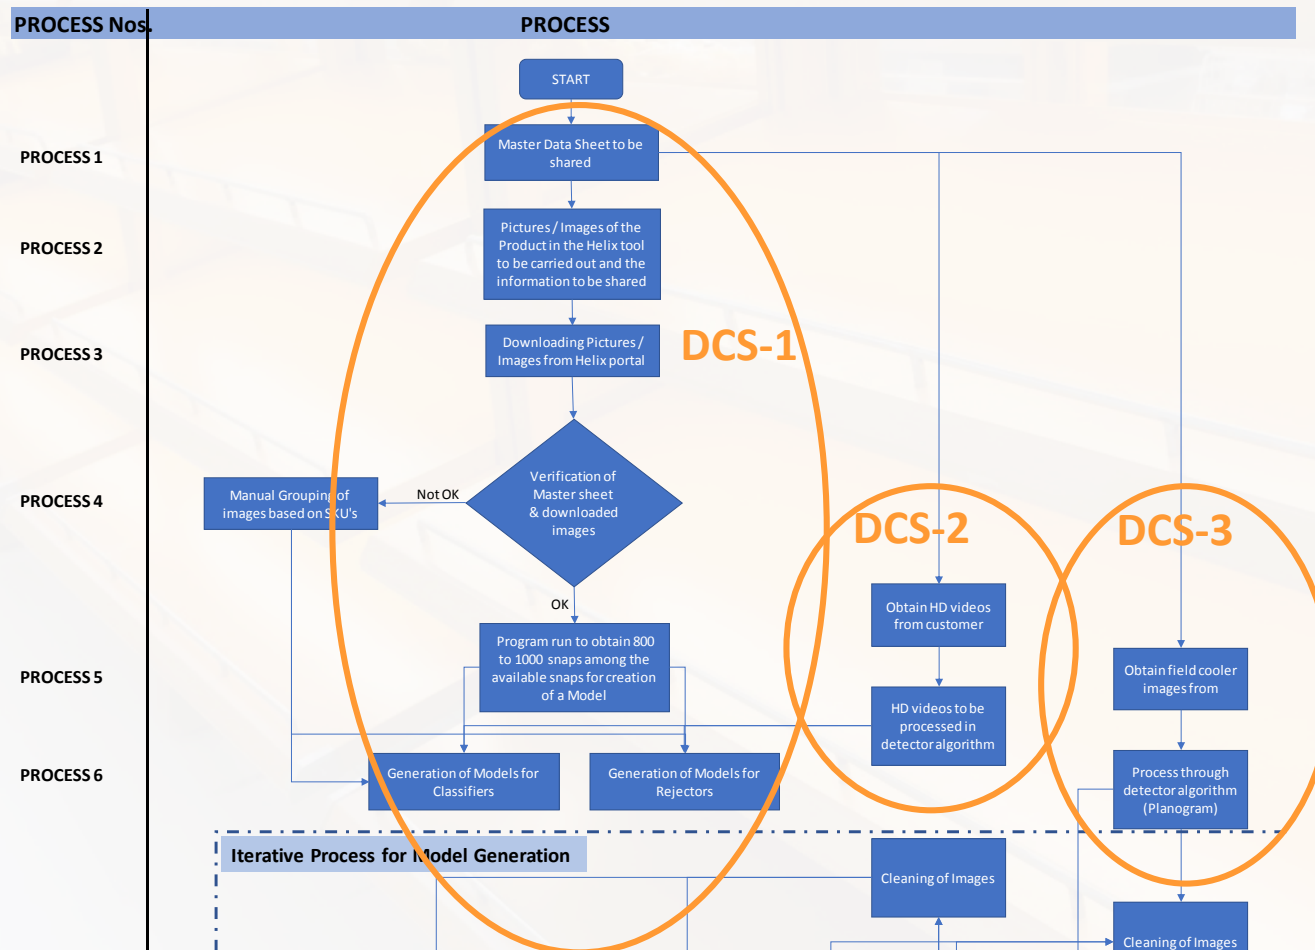 PROCESS Nos.
PROCESS
START
PROCESS 1
Master Data Sheet to be
shared
PROCESS 2
Pictures / Images of the
Product in the Helix tool
to be carried out and the
information to be shared
PROCESS 3
Downloading Pictures /
Images from Helix portal
DCS-1
PROCESS 4
Manual Grouping of
images based on SKU's
Not OK
Verification of
Master sheet
& downloaded
images
DCS-2
DCS-3
OK
Obtain HD videos
from customer
PROCESS 5
Program run to obtain 800
to 1000 snaps among the
available snaps for creation
of a Model
Obtain field cooler
images from
HD videos to be
processed in
detector algorithm
PROCESS 6
Generation of Models for
Classifiers
Generation of Models for
Rejectors
Process through
detector algorithm
(Planogram)
Iterative Process for Model Generation
Cleaning of Images
Cleaning of Images